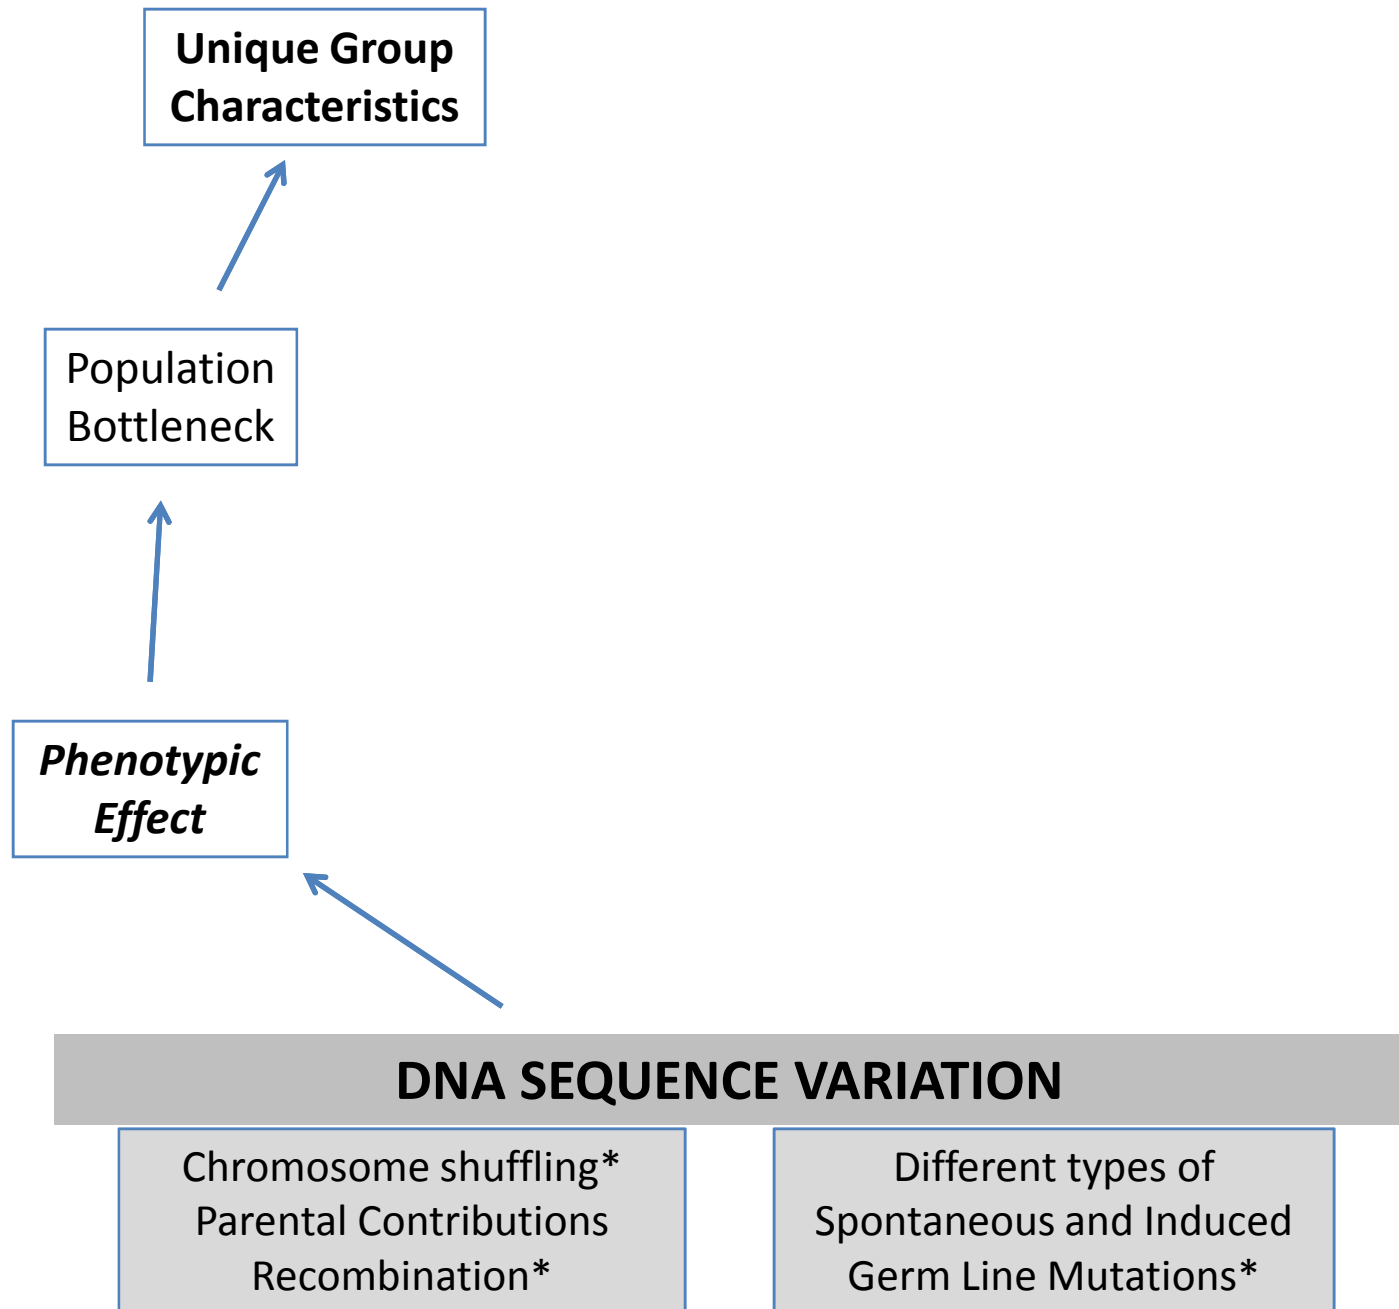 Unique Group
Characteristics
Population
Bottleneck
Phenotypic
Effect
DNA SEQUENCE VARIATION
Chromosome shuffling*
Parental Contributions
Recombination*
Different types of
Spontaneous and Induced
Germ Line Mutations*